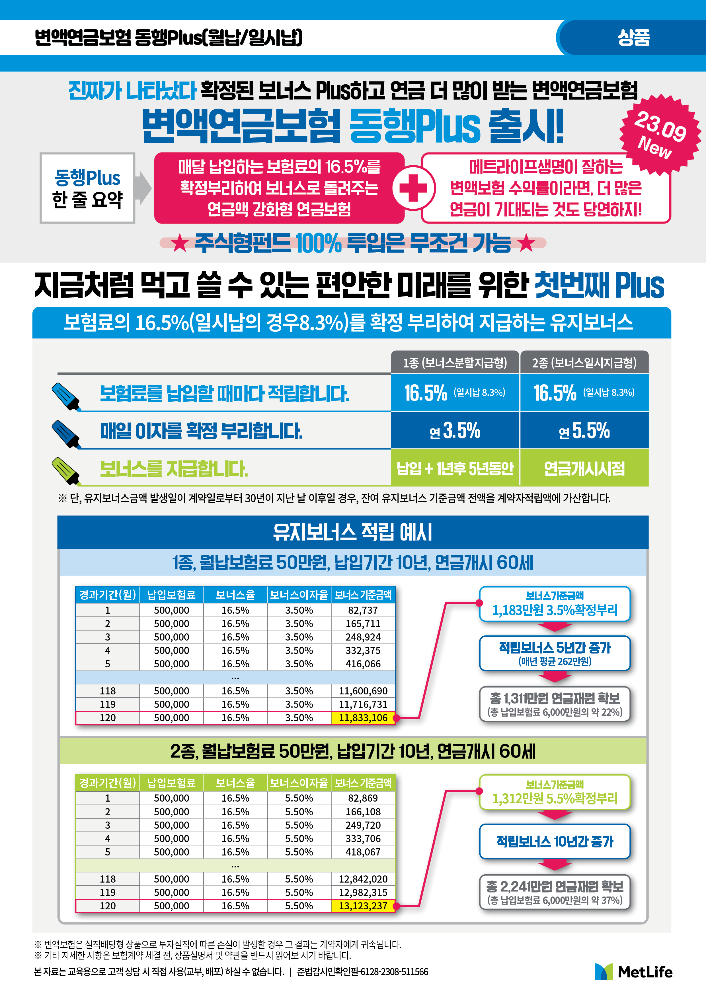 변액연금보험 동행Plus(월납/일시납)
상품
진짜가 나타났다 확정된 보너스 Plus하고 연금 더 많이 받는 변액연금보험
변액연금보험 동행Plus 출시!
23.09
New
동행Plus
한 줄 요약
매달 납입하는 보험료의 16.5%를
확정부리하여 보너스로 돌려주는
연금액 강화형 연금보험
메트라이프생명이 잘하는
변액보험 수익률이라면, 더 많은
연금이 기대되는 것도 당연하지!
★ 주식형펀드 100% 투입은 무조건 가능 ★
지금처럼 먹고 쓸 수 있는 편안한 미래를 위한 첫번째 Plus
보험료의 16.5%(일시납의 경우8.3%)를 확정 부리하여 지급하는 유지보너스
1종 (보너스분할지급형) 2종 (보너스일시지급형)
보험료를 납입할 때마다 적립합니다. 16.5% (일시납 8.3%) 16.5% (일시납 8.3%)
매일 이자를 확정 부리합니다. 연 3.5% 연 5.5%
보너스를 지급합니다. 납입 + 1년후 5년동안 연금개시시점
※ 단, 유지보너스금액 발생일이 계약일로부터 30년이 지난 날 이후일 경우, 잔여 유지보너스 기준금액 전액을 계약자적립액에 가산합니다.
유지보너스 적립 예시
1종, 월납보험료 50만원, 납입기간 10년, 연금개시 60세
경과기간(월) 납입보험료 보너스율 보너스이자율 보너스 기준금액
1 500,000 16.5% 3.50% 82,737
2 500,000 16.5% 3.50% 165,711
3 500,000 16.5% 3.50% 248,924
4 500,000 16.5% 3.50% 332,375
5 500,000 16.5% 3.50% 416,066
...
118 500,000 16.5% 3.50% 11,600,690
119 500,000 16.5% 3.50% 11,716,731
120 500,000 16.5% 3.50% 11,833,106
보너스기준금액
1,183만원 3.5%확정부리
적립보너스 5년간 증가
(매년 평균 262만원)
총 1,311만원 연금재원 확보
(총 납입보험료 6,000만원의 약 22%)
2종, 월납보험료 50만원, 납입기간 10년, 연금개시 60세
경과기간(월) 납입보험료 보너스율 보너스이자율 보너스 기준금액
1 500,000 16.5% 5.50% 82,869
2 500,000 16.5% 5.50% 166,108
3 500,000 16.5% 5.50% 249,720
4 500,000 16.5% 5.50% 333,706
5 500,000 16.5% 5.50% 418,067
...
118 500,000 16.5% 5.50% 12,842,020
119 500,000 16.5% 5.50% 12,982,315
120 500,000 16.5% 5.50% 13,123,237
보너스기준금액
1,312만원 5.5%확정부리
적립보너스 10년간 증가
총 2,241만원 연금재원 확보
(총 납입보험료 6,000만원의 약 37%)
※ 변액보험은 실적배당형 상품으로 투자실적에 따른 손실이 발생할 경우 그 결과는 계약자에게 귀속됩니다.
※ 기타 자세한 사항은 보험계약 체결 전, 상품설명서 및 약관을 반드시 읽어보 시기 바랍니다.
본 자료는 교육용으로 고객 상담 시 직접 사용(교부, 배포) 하실 수 없습니다. | 준법감시인확인필-6128-2308-511566
MetLife